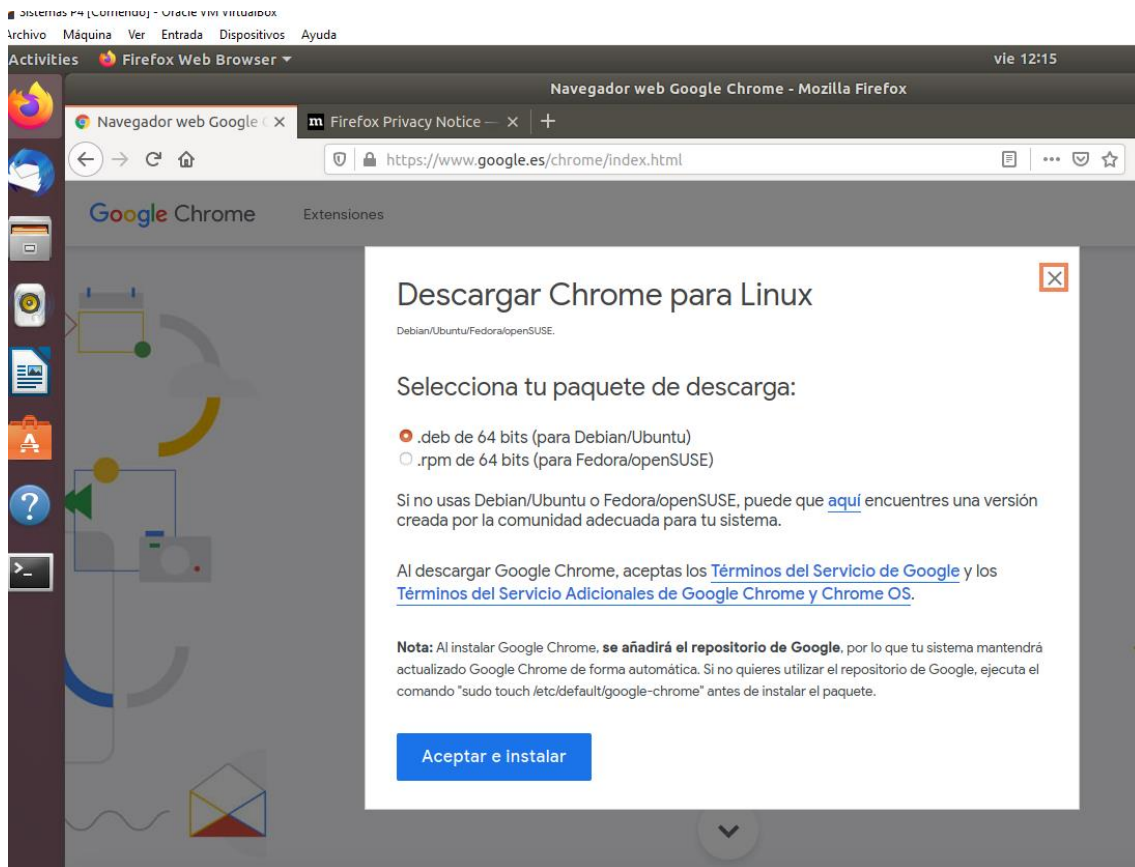 Sistemas P4 [Corriendo] - Oracle VM VirtualBox
Archivo Máquina Ver Entrada Dispositivos Ayuda
Activities Firefox Web Browser vie 12:15
Navegador web Google Chrome - Mozilla Firefox
Navegador web Google C Firefox Privacy Notice —
https://www.google.es/chrome/index.html
Google Chrome Extensiones
Descargar Chrome para Linux
Debian/Ubuntu/Fedora/openSUSE.
Selecciona tu paquete de descarga:
.deb de 64 bits (para Debian/Ubuntu)
.rpm de 64 bits (para Fedora/openSUSE)
Si no usas Debian/Ubuntu o Fedora/openSUSE, puede que aquí encuentres una versión
creada por la comunidad adecuada para tu sistema.
Al descargar Google Chrome, aceptas los Términos del Servicio de Google y los
Términos del Servicio Adicionales de Google Chrome y Chrome OS.
Nota: Al instalar Google Chrome, se añadirá el repositorio de Google, por lo que tu sistema mantendrá
actualizado Google Chrome de forma automática. Si no quieres utilizar el repositorio de Google, ejecuta el
comando "sudo touch /etc/default/google-chrome" antes de instalar el paquete.
Aceptar e instalar